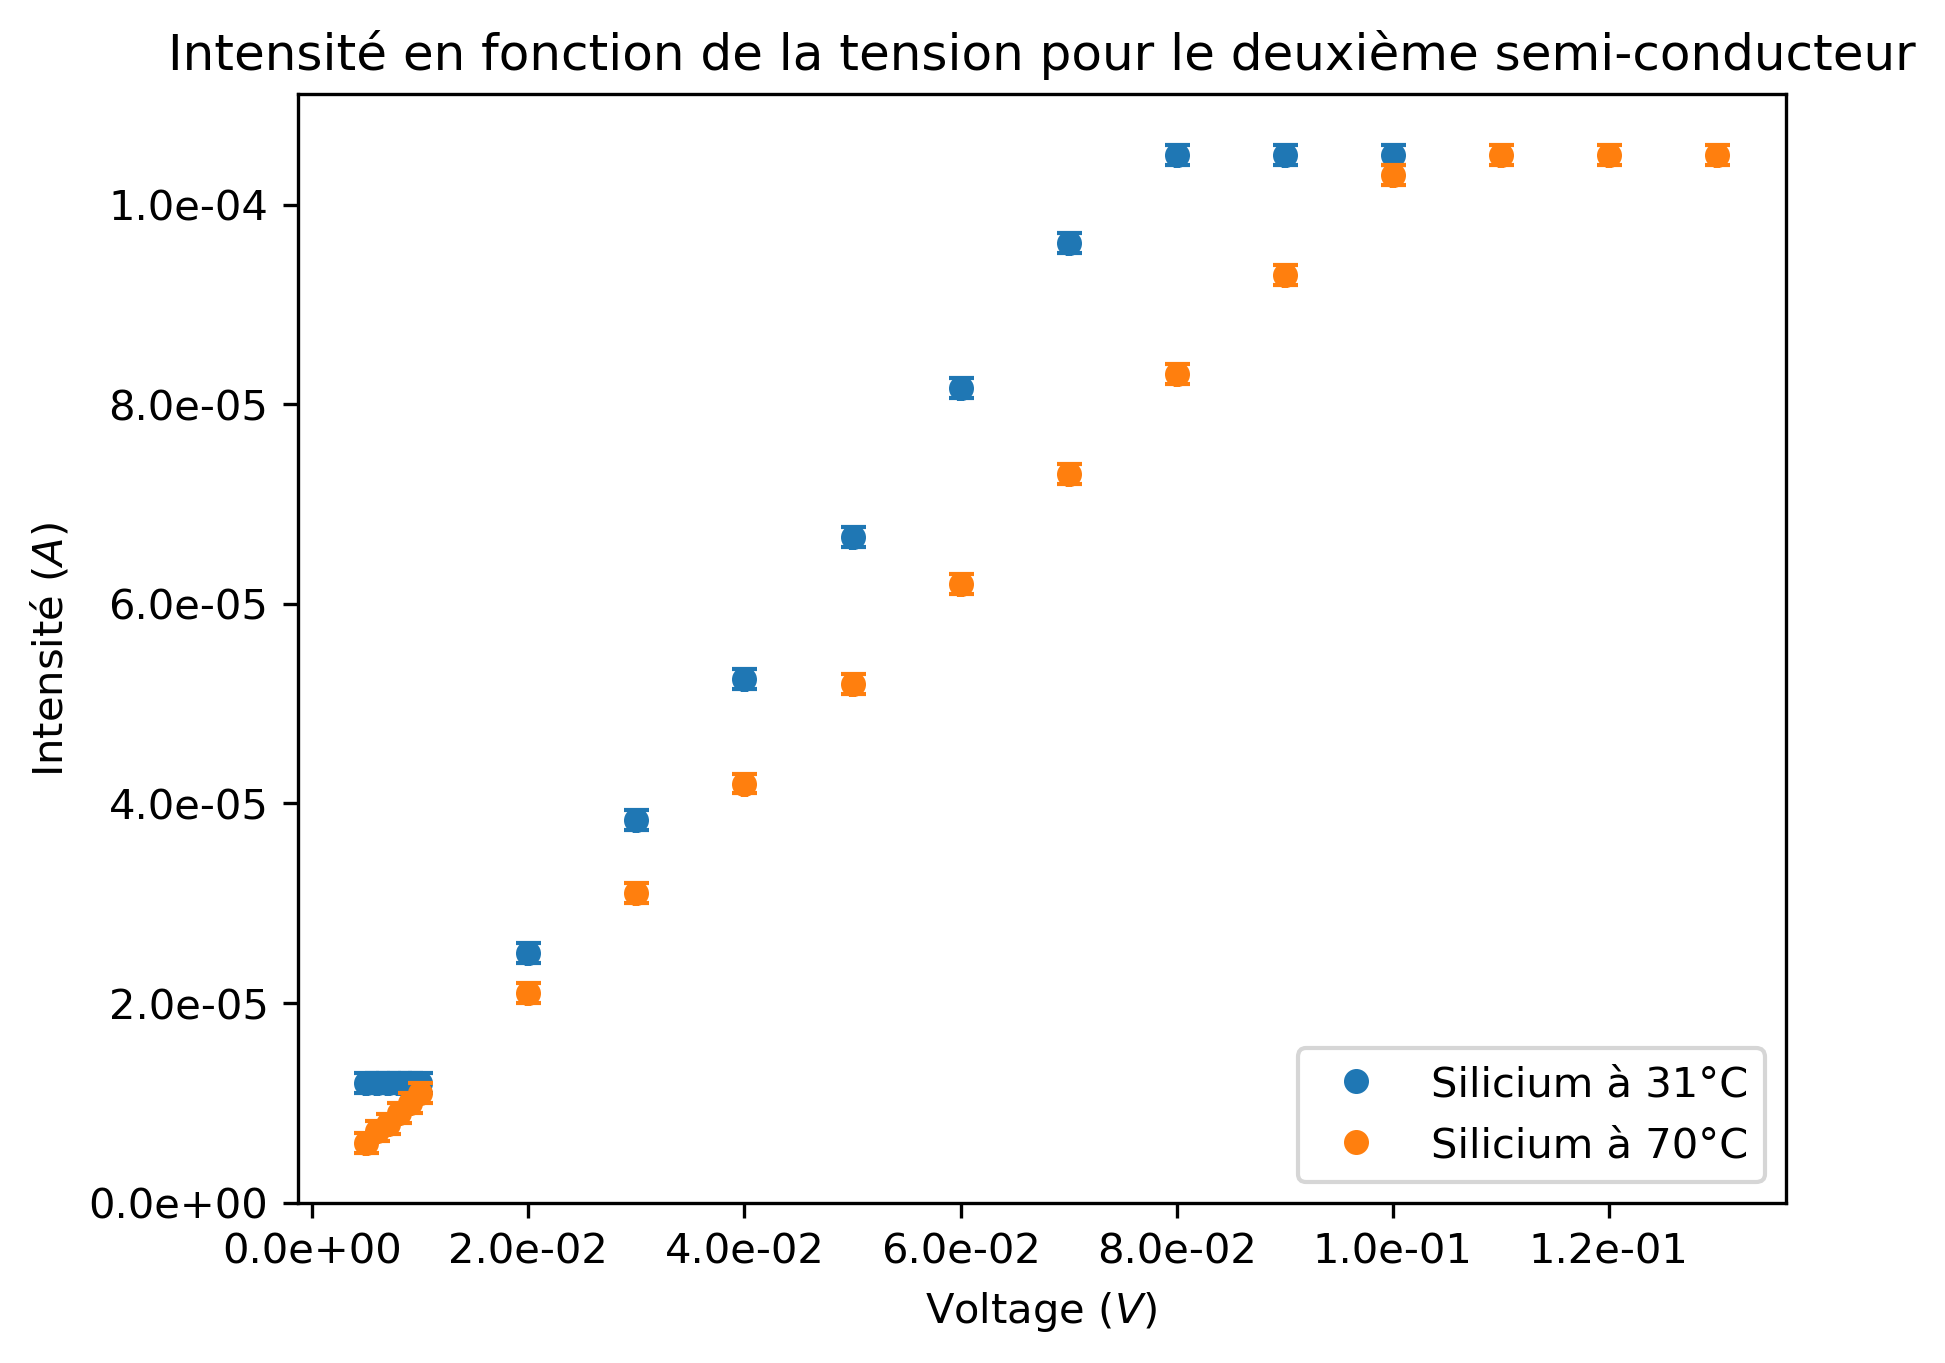 Intensité en fonction de la tension pour le deuxième semi-conducteur
Intensité (A)
1.0e-04
8.0e-05
6.0e-05
4.0e-05
2.0e-05
0.0e+00
0.0e+00 2.0e-02 4.0e-02 6.0e-02 8.0e-02 1.0e-01 1.2e-01
Voltage (V)
Silicium à 31°C
Silicium à 70°C